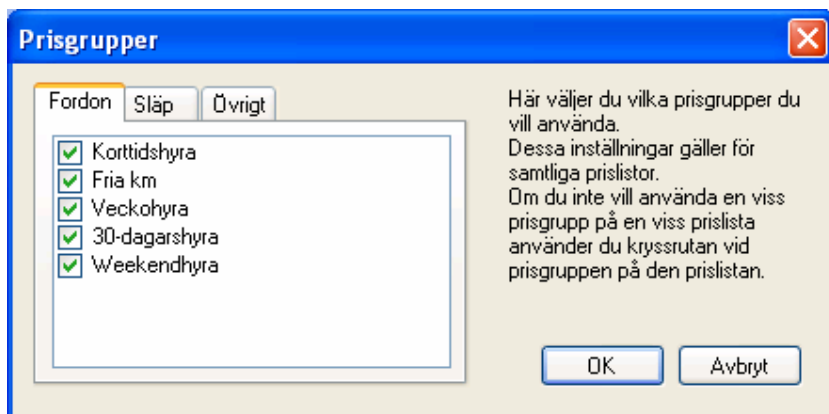 Prisgrupper
Fordon Släp Övrigt
Korttidshyra
Fria km
Veckohyra
30-dagarshyra
Weekendhyra
Här väljer du vilka prisgrupper du
vill använda.
Dessa inställningar gäller för
samtliga prislistor.
Om du inte vill använda en viss
prisgrupp på en viss prislista
använder du kryssrutan vid
prisgruppen på den prislistan.
OK Avbryt